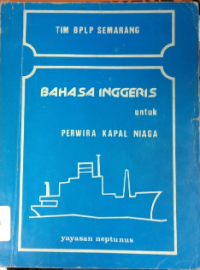 TIM BPLP SEMARANG
BAHASA INGGERIS
untuk
PERWIRA KAPAL NIAGA
yayasan neptunus